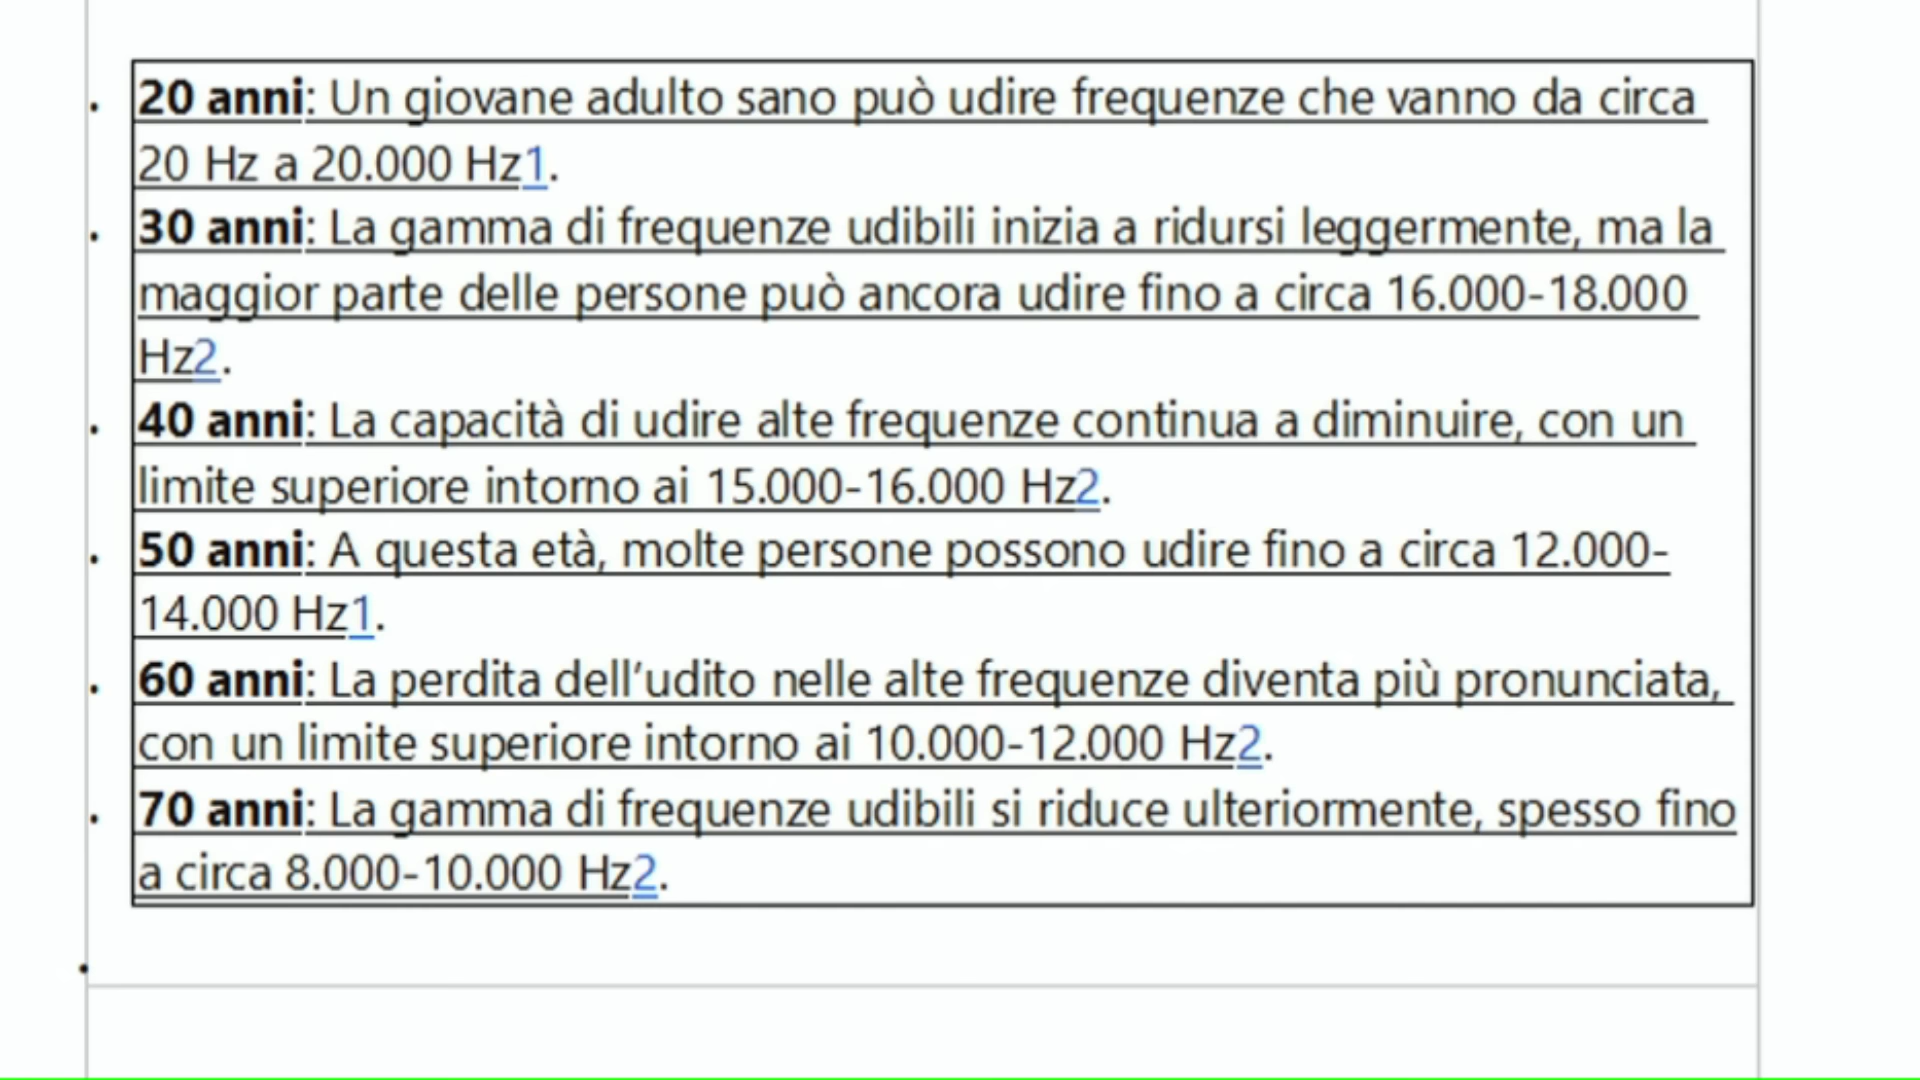 • 20 anni: Un giovane adulto sano può udire frequenze che vanno da circa
20 Hz a 20.000 Hz1.
• 30 anni: La gamma di frequenze udibili inizia a ridursi leggermente, ma la
maggior parte delle persone può ancora udire fino a circa 16.000-18.000
Hz2.
• 40 anni: La capacità di udire alte frequenze continua a diminuire, con un
limite superiore intorno ai 15.000-16.000 Hz2.
• 50 anni: A questa età, molte persone possono udire fino a circa 12.000-
14.000 Hz1.
• 60 anni: La perdita dell’udito nelle alte frequenze diventa più pronunciata,
con un limite superiore intorno ai 10.000-12.000 Hz2.
• 70 anni: La gamma di frequenze udibili si riduce ulteriormente, spesso fino
a circa 8.000-10.000 Hz2.
•